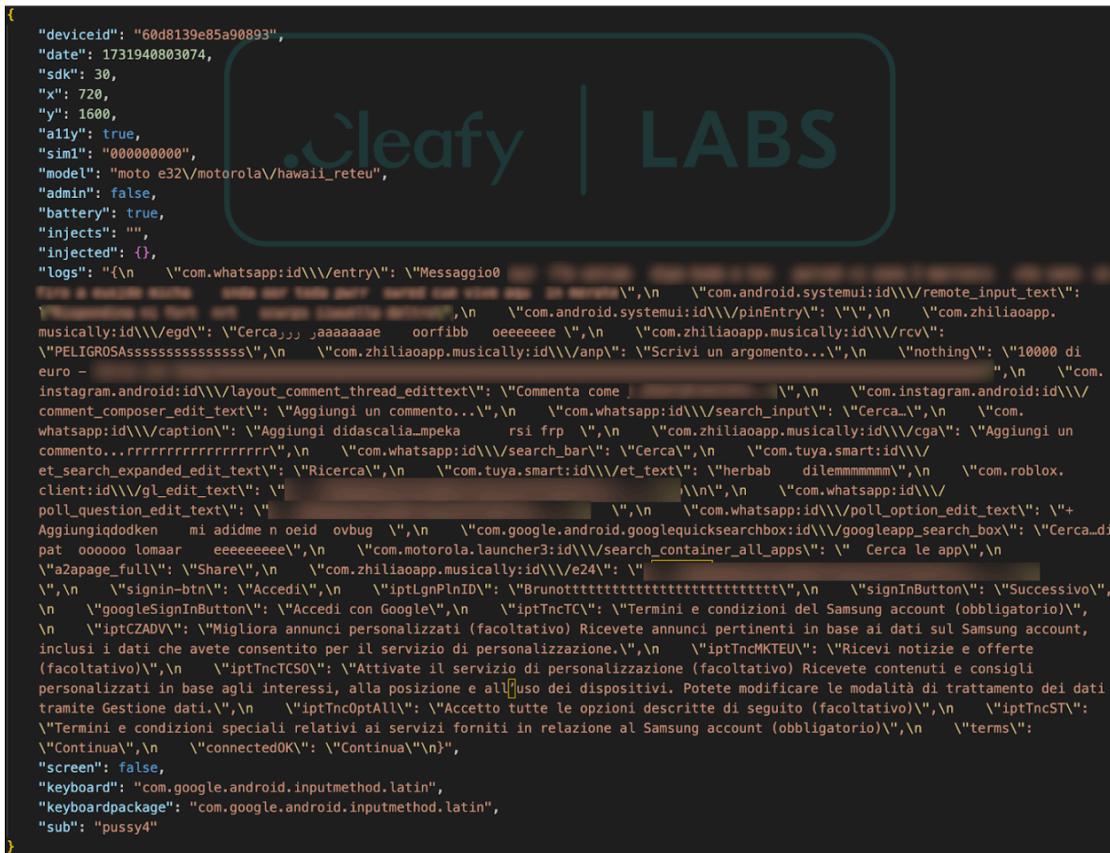 {
"deviceid": "60d8139e85a90893",
"date": 1731940803074,
"sdk": 30,
"x": 720,
"y": 1600,
"a11y": true,
"sim1": "000000000",
"model": "moto e32\/motorola\/hawaii_reteu",
"admin": false,
"battery": true,
"injects": "",
"injected": {},
"logs": "{\n    \"com.whatsapp:id\\\/entry\": \"Messaggio0
\",\n    \"com.android.systemui:id\\\/remote_input_text\":
\",\n    \"com.android.systemui:id\\\/pinEntry\": \"\",\n    \"com.zhiliaoapp.
musically:id\\\/egd\": \"Cercaر ررر  aaaaaaae    oorfibb   oeeeeeee \",\n    \"com.zhiliaoapp.musically:id\\\/rcv\":
\"PELIGROSAsssssssssssssss\",\n    \"com.zhiliaoapp.musically:id\\\/anp\": \"Scrivi un argomento...\",\n    \"nothing\": \"10000 di
euro - \",\n    \"com.
instagram.android:id\\\/layout_comment_thread_edittext\": \"Commenta come \",\n    \"com.instagram.android:id\\\/
comment_composer_edit_text\": \"Aggiungi un commento...\",\n    \"com.whatsapp:id\\\/search_input\": \"Cerca…\",\n    \"com.
whatsapp:id\\\/caption\": \"Aggiungi didascalia…mpeka      rsi frp  \",\n    \"com.zhiliaoapp.musically:id\\\/cga\": \"Aggiungi un
commento...rrrrrrrrrrrrrrrrrr\",\n    \"com.whatsapp:id\\\/search_bar\": \"Cerca\",\n    \"com.tuya.smart:id\\\/
et_search_expanded_edit_text\": \"Ricerca\",\n    \"com.tuya.smart:id\\\/et_text\": \"herbab    dilemmmmmmm\",\n    \"com.roblox.
client:id\\\/gl_edit_text\": \"\\n\",\n    \"com.whatsapp:id\\\/
poll_question_edit_text\": \" \",\n    \"com.whatsapp:id\\\/poll_option_edit_text\": \"+
Aggiungiqdodken    mi adidme n oeid  ovbug  \",\n    \"com.google.android.googlequicksearchbox:id\\\/googleapp_search_box\": \"Cerca…di
pat  oooooo lomaar   eeeeeeeee\",\n    \"com.motorola.launcher3:id\\\/search_container_all_apps\": \"  Cerca le app\",\n
\"a2apage_full\": \"Share\",\n    \"com.zhiliaoapp.musically:id\\\/e24\": \"
\",\n    \"signin-btn\": \"Accedi\",\n    \"iptLgnPlnID\": \"Brunottttttttttttttttttttttttttt\",\n    \"signInButton\": \"Successivo\",
\n    \"googleSignInButton\": \"Accedi con Google\",\n    \"iptTncTC\": \"Termini e condizioni del Samsung account (obbligatorio)\",
\n    \"iptCZADV\": \"Migliora annunci personalizzati (facoltativo) Ricevete annunci pertinenti in base ai dati sul Samsung account,
inclusi i dati che avete consentito per il servizio di personalizzazione.\",\n    \"iptTncMKTEU\": \"Ricevi notizie e offerte
(facoltativo)\",\n    \"iptTncTCSO\": \"Attivate il servizio di personalizzazione (facoltativo) Ricevete contenuti e consigli
personalizzati in base agli interessi, alla posizione e all'uso dei dispositivi. Potete modificare le modalità di trattamento dei dati
tramite Gestione dati.\",\n    \"iptTncOptAll\": \"Accetto tutte le opzioni descritte di seguito (facoltativo)\",\n    \"iptTncST\":
\"Termini e condizioni speciali relativi ai servizi forniti in relazione al Samsung account (obbligatorio)\",\n    \"terms\":
\"Continua\",\n    \"connectedOK\": \"Continua\"\n}",
"screen": false,
"keyboard": "com.google.android.inputmethod.latin",
"keyboardpackage": "com.google.android.inputmethod.latin",
"sub": "pussy4"
}
.Cleafy LABS